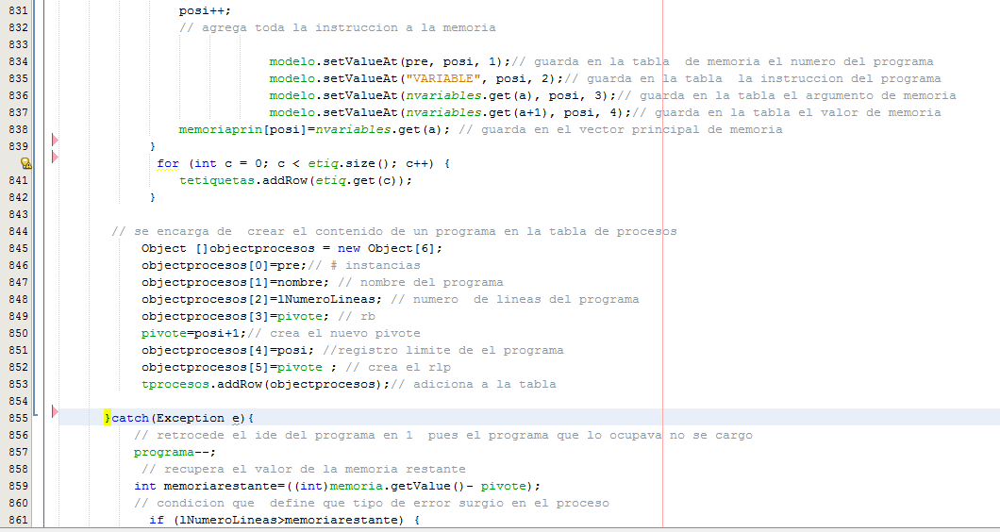 831 posi++;
832 // agrega toda la instruccion a la memoria
833
834 modelo.setValueAt(pre, posi, 1);// guarda en la tabla  de memoria el numero del programa
835 modelo.setValueAt("VARIABLE", posi, 2);// guarda en la tabla  la instruccion del programa
836 modelo.setValueAt(nvariables.get(a), posi, 3);// guarda en la tabla el argumento de memoria
837 modelo.setValueAt(nvariables.get(a+1), posi, 4);// guarda en la tabla el valor de memoria
838 memoriaprin[posi]=nvariables.get(a); // guarda en el vector principal de memoria
839 }
for (int c = 0; c < etiq.size(); c++) {
841 tetiquetas.addRow(etiq.get(c));
842 }
843
844 // se encarga de  crear el contenido de un programa en la tabla de procesos
845 Object []objectprocesos = new Object[6];
846 objectprocesos[0]=pre;// # instancias
847 objectprocesos[1]=nombre; // nombre del programa
848 objectprocesos[2]=lNumeroLineas; // numero  de lineas del programa
849 objectprocesos[3]=pivote; // rb
850 pivote=posi+1;// crea el nuevo pivote
851 objectprocesos[4]=posi; //registro limite de el programa
852 objectprocesos[5]=pivote ; // crea el rlp
853 tprocesos.addRow(objectprocesos);// adiciona a la tabla
854
855 }catch(Exception e){
856 // retrocede el ide del programa en 1  pues el programa que lo ocupava no se cargo
857 programa--;
858 // recupera el valor de la memoria restante
859 int memoriarestante=((int)memoria.getValue()- pivote);
860 // condicion que  define que tipo de error surgio en el proceso
861 if (lNumeroLineas>memoriarestante) {